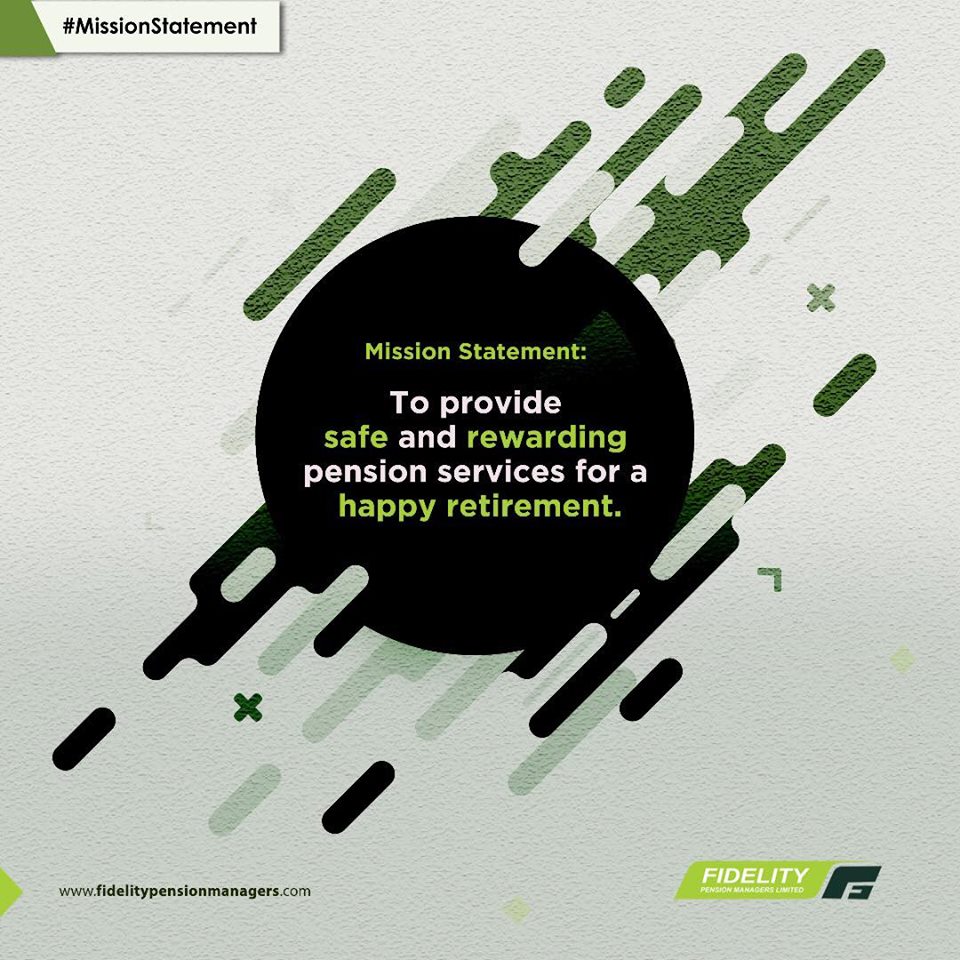 #MissionStatement
Mission Statement:
To provide
safe and rewarding
pension services for a
happy retirement.
www.fidelitypensionmanagers.com
FIDELITY
PENSION MANAGERS LIMITED